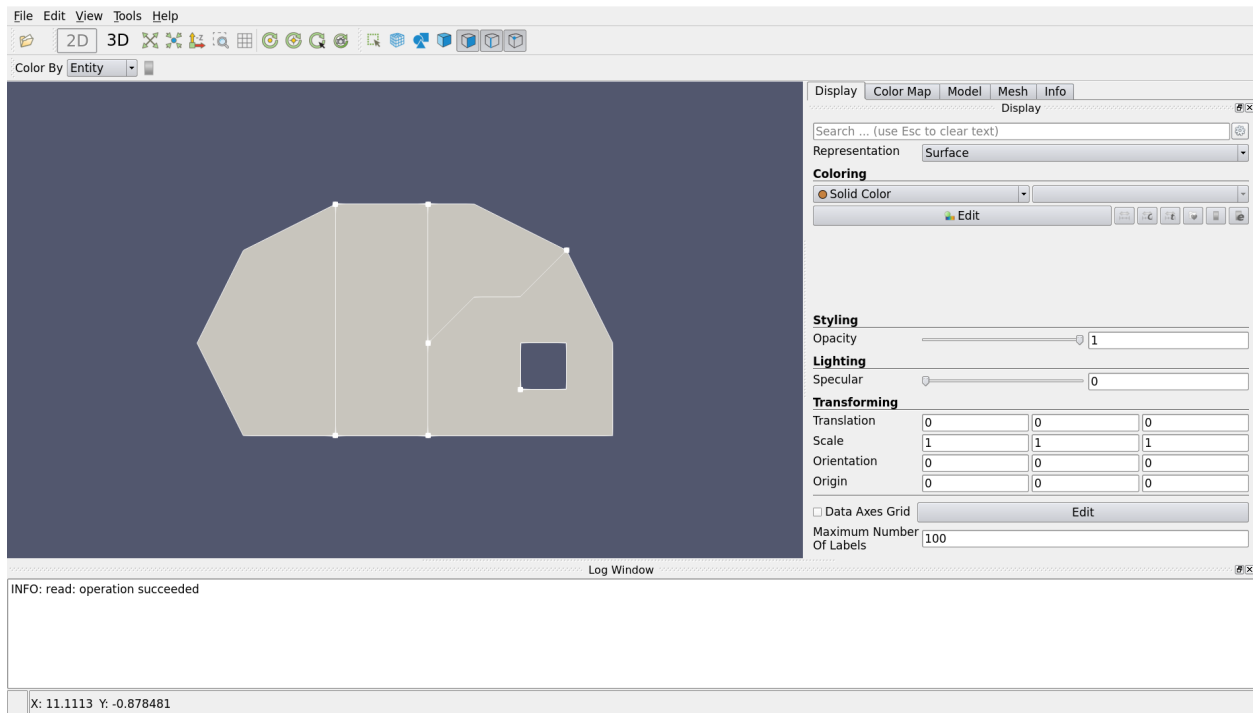 File Edit View Tools Help
2D 3D
Color By Entity
Display Color Map Model Mesh Info
Display
Search ... (use Esc to clear text)
Representation Surface
Coloring
Solid Color
Edit
Styling
Opacity 1
Lighting
Specular 0
Transforming
Translation 0 0 0
Scale 1 1 1
Orientation 0 0 0
Origin 0 0 0
Data Axes Grid Edit
Maximum Number
Of Labels 100
Log Window
INFO: read: operation succeeded
X: 11.1113 Y: -0.878481